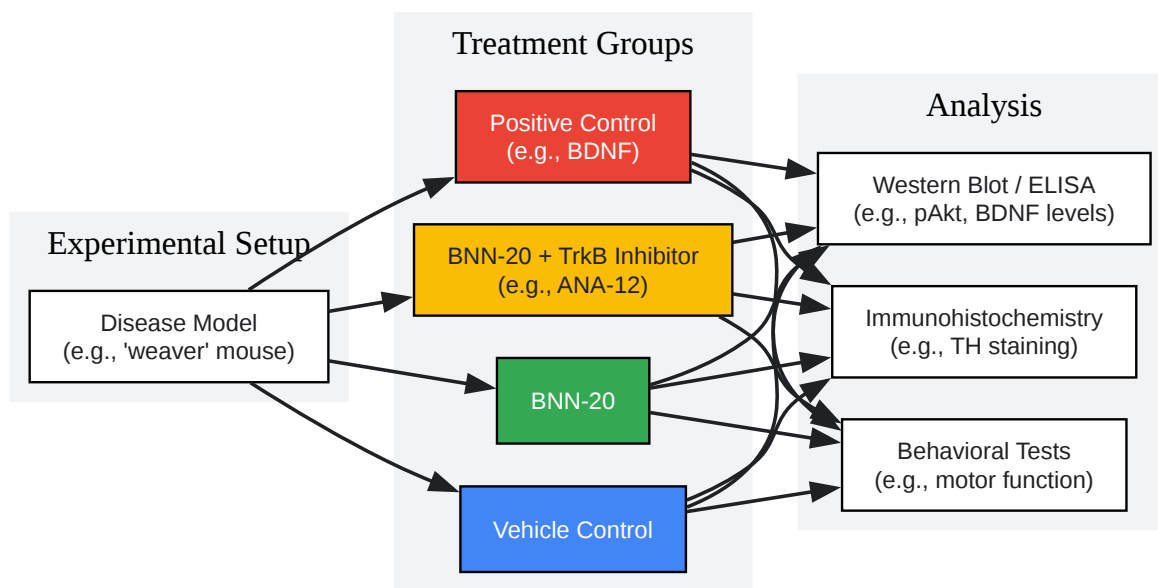 Experimental Setup
Disease Model
(e.g., 'weaver' mouse)
Treatment Groups
Positive Control
(e.g., BDNF)
BNN-20 + TrkB Inhibitor
(e.g., ANA-12)
BNN-20
Vehicle Control
Analysis
Western Blot / ELISA
(e.g., pAkt, BDNF levels)
Immunohistochemistry
(e.g., TH staining)
Behavioral Tests
(e.g., motor function)